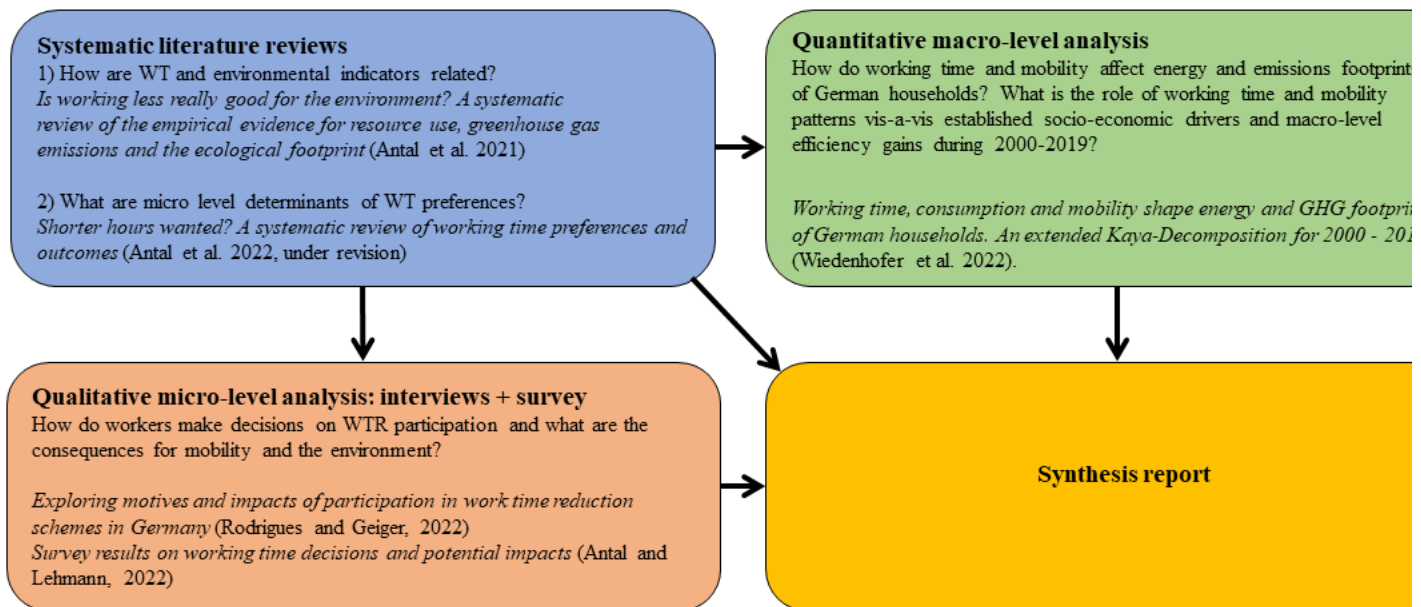 Systematic literature reviews
1) How are WT and environmental indicators related?
Is working less really good for the environment? A systematic
review of the empirical evidence for resource use, greenhouse gas
emissions and the ecological footprint (Antal et al. 2021)
2) What are micro level determinants of WT preferences?
Shorter hours wanted? A systematic review of working time preferences and
outcomes (Antal et al. 2022, under revision)
Quantitative macro-level analysis
How do working time and mobility affect energy and emissions footprint
of German households? What is the role of working time and mobility
patterns vis-a-vis established socio-economic drivers and macro-level
efficiency gains during 2000-2019?
Working time, consumption and mobility shape energy and GHG footprin
of German households. An extended Kaya-Decomposition for 2000 - 201
(Wiedenhofer et al. 2022).
Qualitative micro-level analysis: interviews + survey
How do workers make decisions on WTR participation and what are the
consequences for mobility and the environment?
Exploring motives and impacts of participation in work time reduction
schemes in Germany (Rodrigues and Geiger, 2022)
Survey results on working time decisions and potential impacts (Antal and
Lehmann, 2022)
Synthesis report